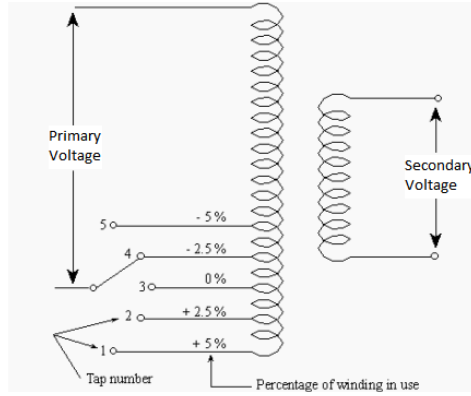 Primary
Voltage
Secondary
Voltage
5
- 5%
4
- 2.5%
3
0%
2
+ 2.5%
1
+ 5%
Tap number
Percentage of winding in use